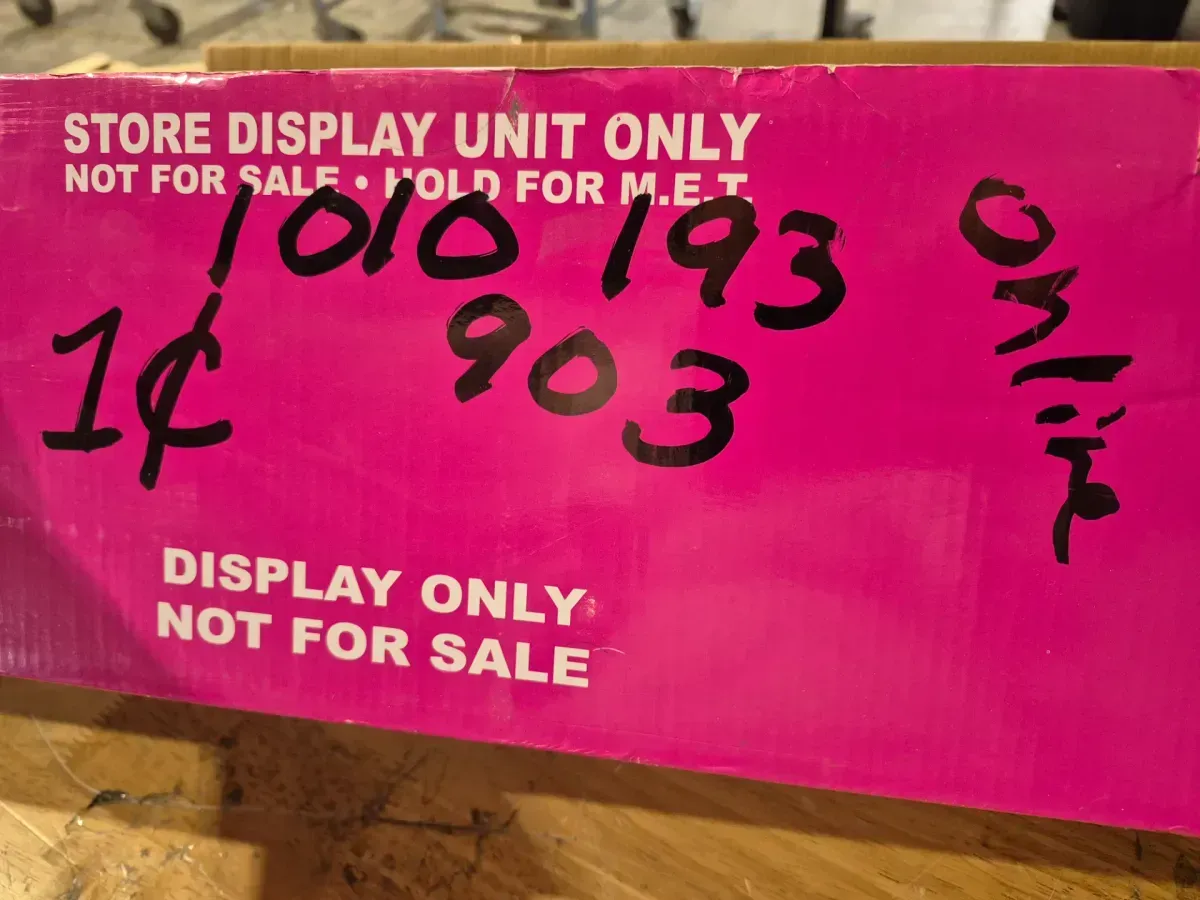 STORE DISPLAY UNIT ONLY
NOT FOR SALE • HOLD FOR M.E.T.
1010 193
903
1¢
DISPLAY ONLY
NOT FOR SALE